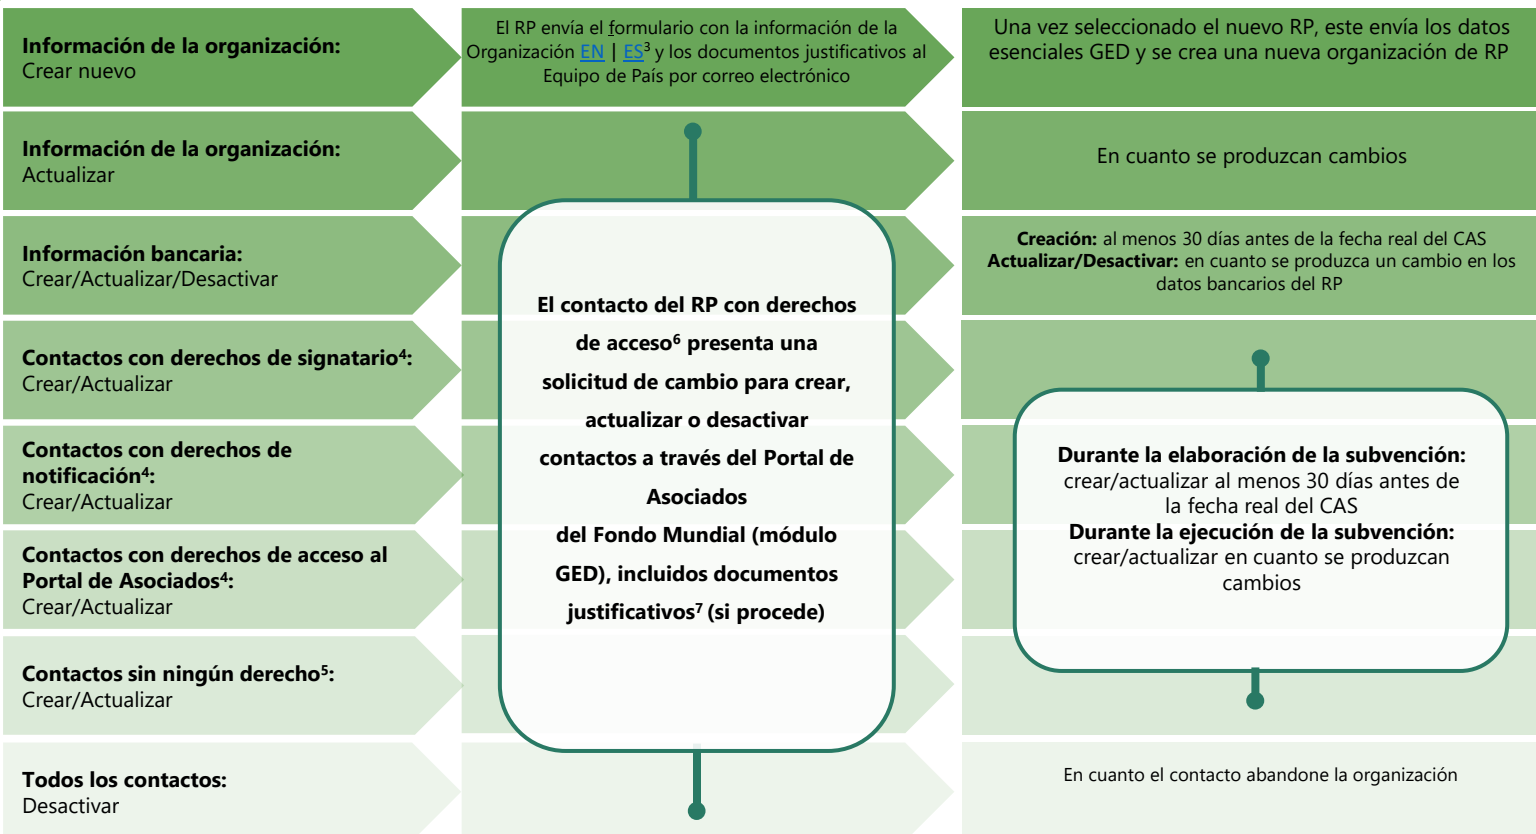 Información de la organización:
Crear nuevo
El RP envía el formulario con la información de la
Organización EN | ES³ y los documentos justificativos al
Equipo de País por correo electrónico
Una vez seleccionado el nuevo RP, este envía los datos
esenciales GED y se crea una nueva organización de RP
Información de la organización:
Actualizar
En cuanto se produzcan cambios
Información bancaria:
Crear/Actualizar/Desactivar
Creación: al menos 30 días antes de la fecha real del CAS
Actualizar/Desactivar: en cuanto se produzca un cambio en los
datos bancarios del RP
El contacto del RP con derechos
de acceso⁶ presenta una
solicitud de cambio para crear,
actualizar o desactivar
contactos a través del Portal de
Asociados
del Fondo Mundial (módulo
GED), incluidos documentos
justificativos⁷ (si procede)
Contactos con derechos de signatario⁴:
Crear/Actualizar
Contactos con derechos de
notificación⁴:
Crear/Actualizar
Contactos con derechos de acceso al
Portal de Asociados⁴:
Crear/Actualizar
Contactos sin ningún derecho⁵:
Crear/Actualizar
Durante la elaboración de la subvención:
crear/actualizar al menos 30 días antes de
la fecha real del CAS
Durante la ejecución de la subvención:
crear/actualizar en cuanto se produzcan
cambios
Todos los contactos:
Desactivar
En cuanto el contacto abandone la organización